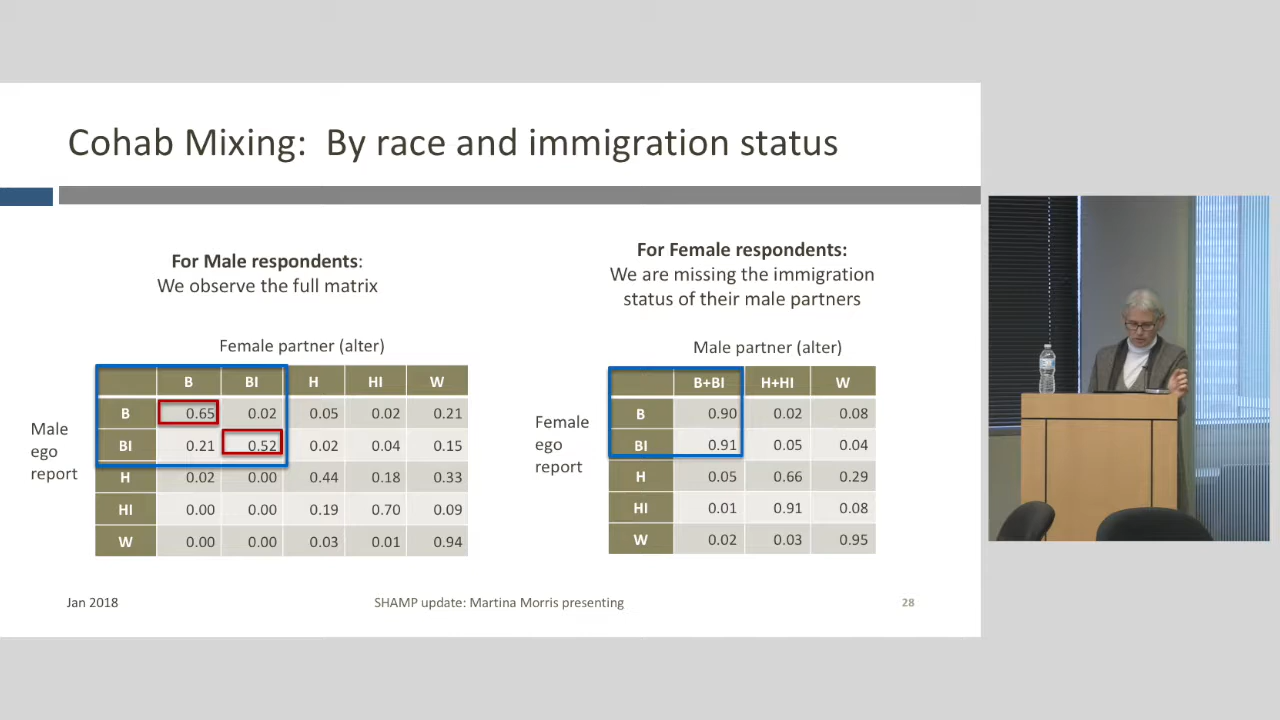 Cohab Mixing: By race and immigration status
For Male respondents:
We observe the full matrix
Female partner (alter)
B BI H HI W
Male
ego
report
B 0.65 0.02 0.05 0.02 0.21
BI 0.21 0.52 0.02 0.04 0.15
H 0.02 0.00 0.44 0.18 0.33
HI 0.00 0.00 0.19 0.70 0.09
W 0.00 0.00 0.03 0.01 0.94
For Female respondents:
We are missing the immigration
status of their male partners
Male partner (alter)
B+BI H+HI W
Female
ego
report
B 0.90 0.02 0.08
BI 0.91 0.05 0.04
H 0.05 0.66 0.29
HI 0.01 0.91 0.08
W 0.02 0.03 0.95
Jan 2018
SHAMP update: Martina Morris presenting
28